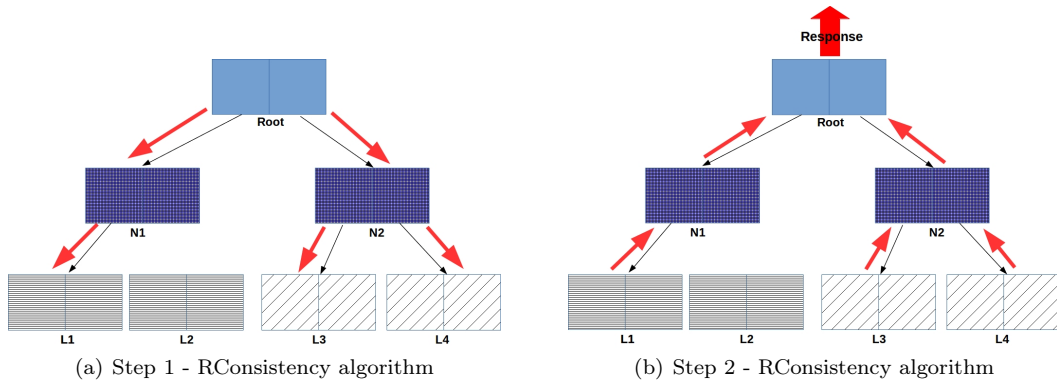 Root
N1
N2
L1
L2
L3
L4
(a) Step 1 - RConsistency algorithm
Response
Root
N1
N2
L1
L2
L3
L4
(b) Step 2 - RConsistency algorithm